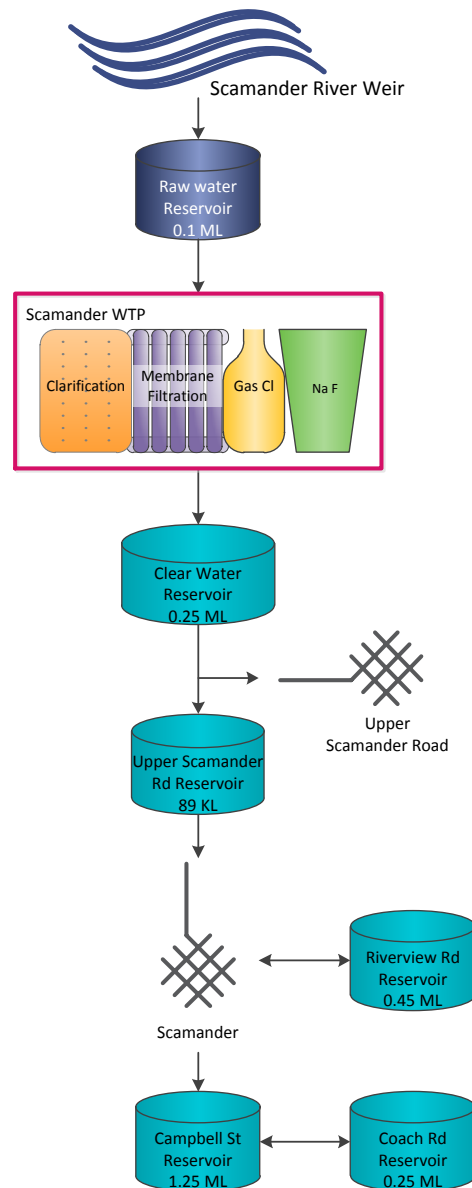 Scamander River Weir
Raw water
Reservoir
0.1 ML
Scamander WTP
Clarification
Membrane
Filtration
Gas Cl
Na F
Clear Water
Reservoir
0.25 ML
Upper
Scamander Road
Upper Scamander
Rd Reservoir
89 KL
Riverview Rd
Reservoir
0.45 ML
Scamander
Campbell St
Reservoir
1.25 ML
Coach Rd
Reservoir
0.25 ML